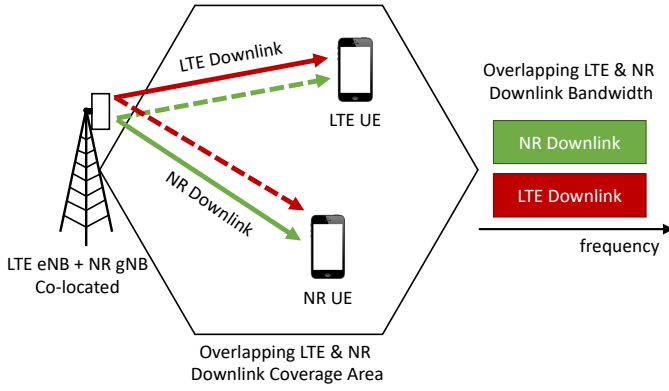 LTE Downlink
LTE UE
NR Downlink
NR UE
LTE eNB + NR gNB
Co-located
Overlapping LTE & NR
Downlink Coverage Area
Overlapping LTE & NR
Downlink Bandwidth
NR Downlink
LTE Downlink
frequency